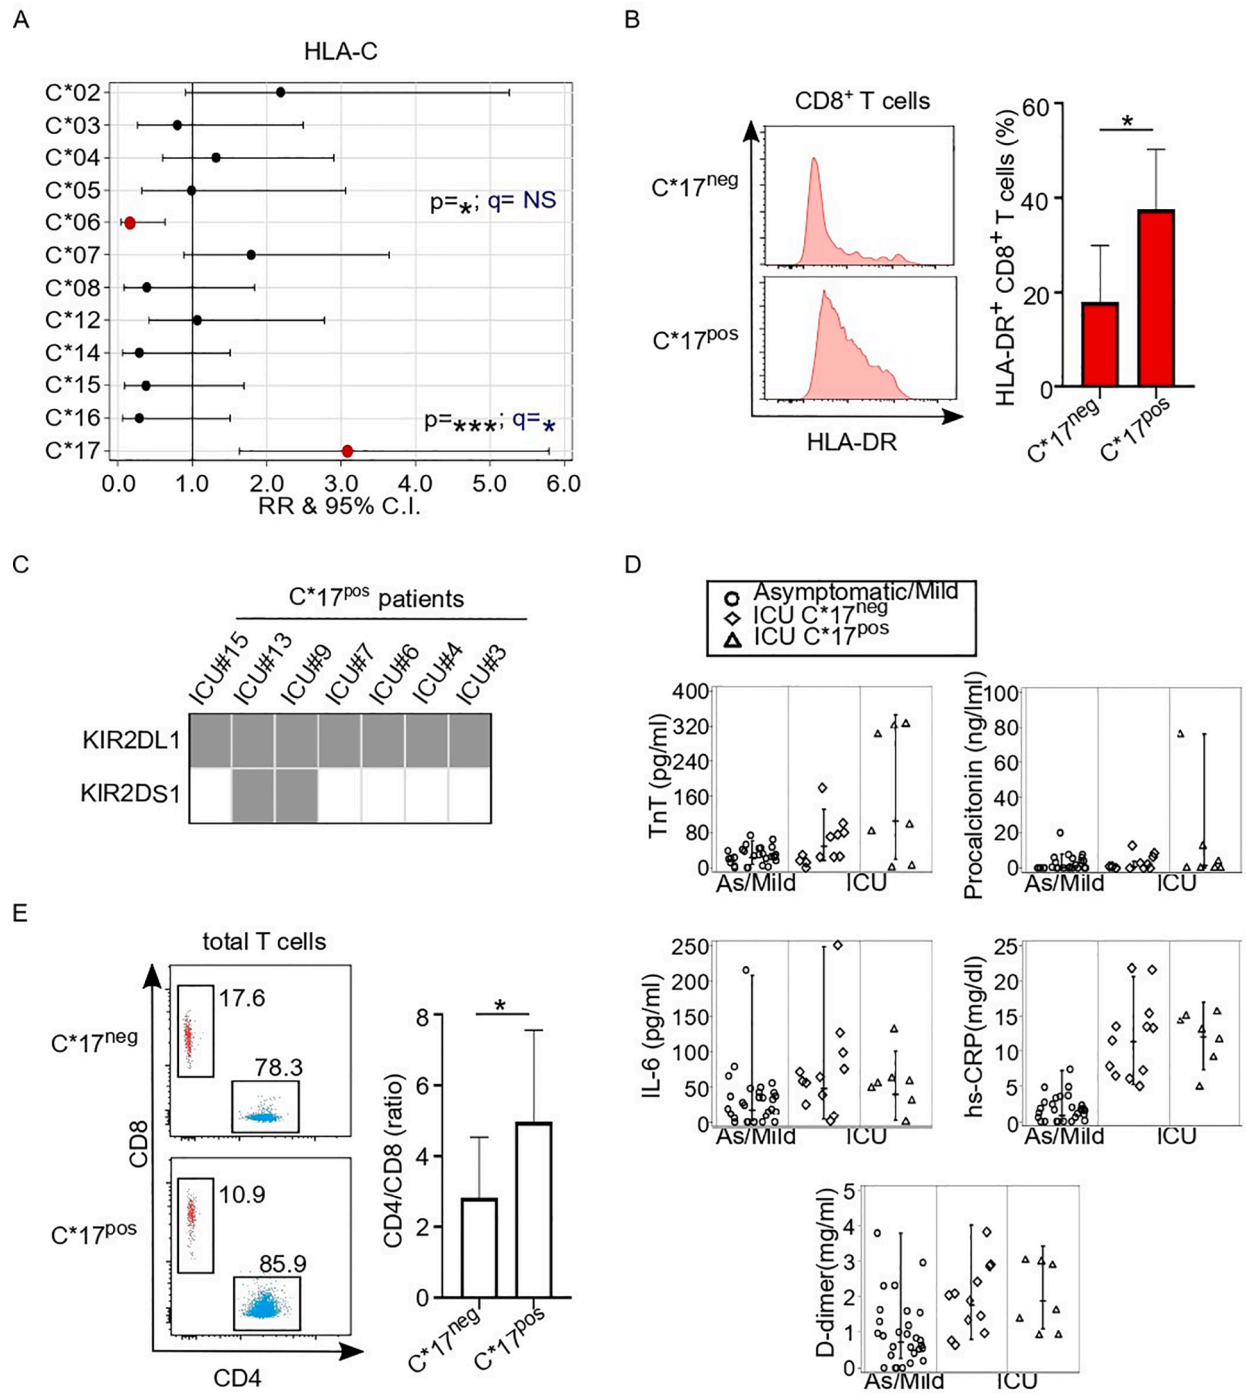 A
HLA-C
C*02
C*03
C*04
C*05
p=*; q= NS
C*06
C*07
C*08
C*12
C*14
C*15
C*16
p=***; q=*
C*17
0.0 1.0 2.0 3.0 4.0 5.0 6.0
RR & 95% C.I.
B
CD8+ T cells
C*17neg
C*17pos
HLA-DR
HLA-DR+ CD8+ T cells (%)
60
40
20
0
*
C*17neg
C*17pos
C
C*17pos patients
ICU#15 ICU#13 ICU#9 ICU#7 ICU#6 ICU#4 ICU#3
KIR2DL1
KIR2DS1
D
Asymptomatic/Mild
ICU C*17neg
ICU C*17pos
TnT (pg/ml)
400
320
240
160
80
0
As/Mild ICU
Procalcitonin (ng/lml)
100
80
60
40
20
0
As/Mild ICU
IL-6 (pg/ml)
250
200
150
100
50
0
As/Mild ICU
hs-CRP(mg/dl)
25
20
15
10
5
0
As/Mild ICU
D-dimer(mg/ml)
5
4
3
2
1
0
As/Mild ICU
E
total T cells
C*17neg
17.6
78.3
C*17pos
10.9
85.9
CD8
CD4
CD4/CD8 (ratio)
8
6
4
2
0
*
C*17neg
C*17pos